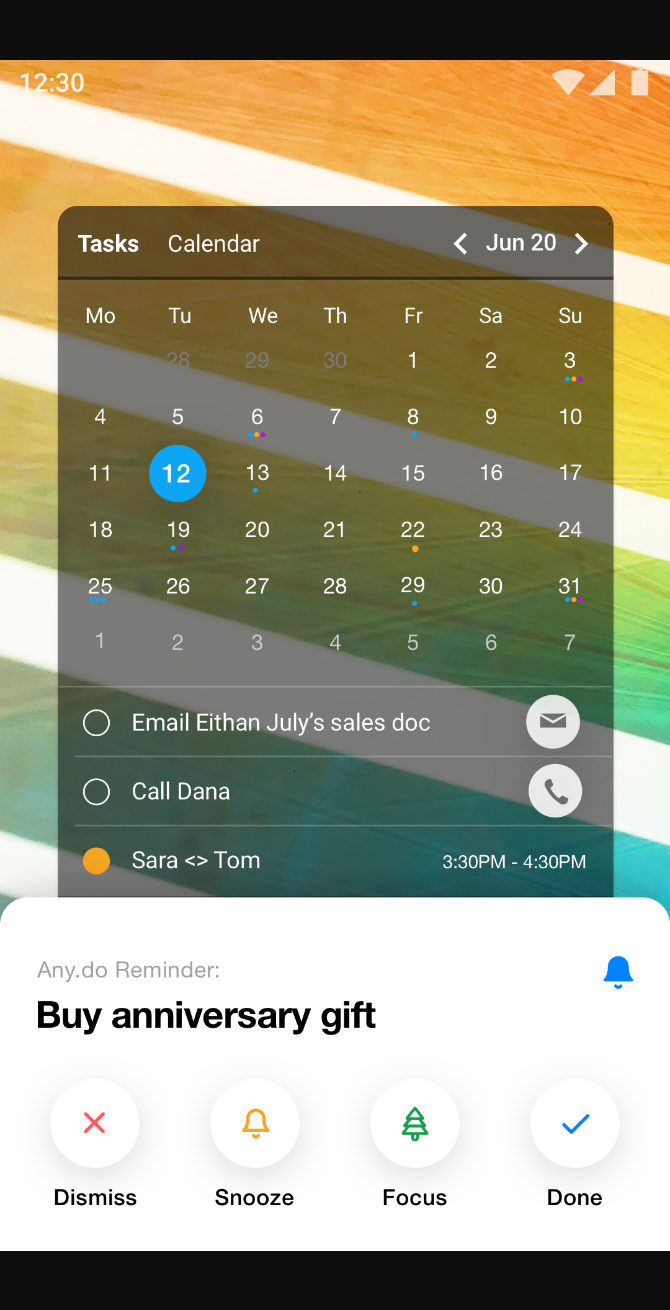 12:30
Tasks Calendar Jun 20
Mo Tu We Th Fr Sa Su
28 29 30 1 2 3
4 5 6 7 8 9 10
11 12 13 14 15 16 17
18 19 20 21 22 23 24
25 26 27 28 29 30 31
1 2 3 4 5 6 7
Email Eithan July’s sales doc
Call Dana
Sara <> Tom 3:30PM - 4:30PM
Any.do Reminder:
Buy anniversary gift
Dismiss Snooze Focus Done